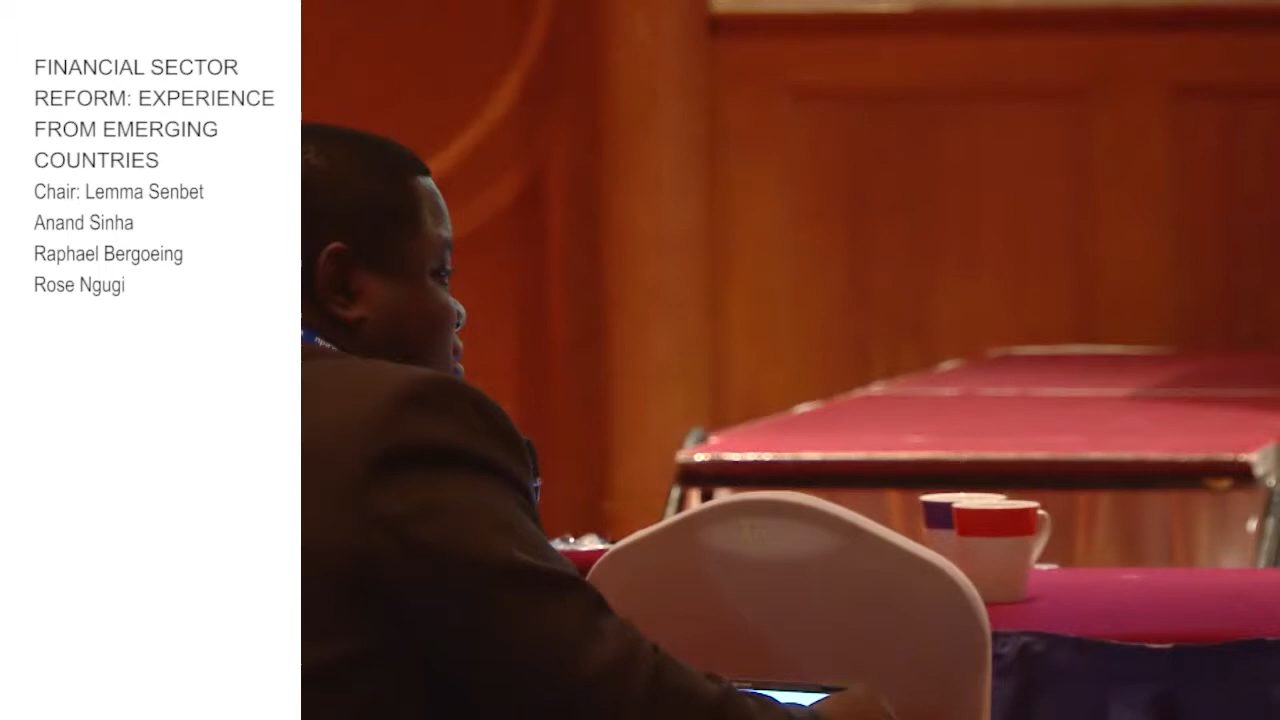 FINANCIAL SECTOR
REFORM: EXPERIENCE
FROM EMERGING
COUNTRIES
Chair: Lemma Senbet
Anand Sinha
Raphael Bergoeing
Rose Ngugi